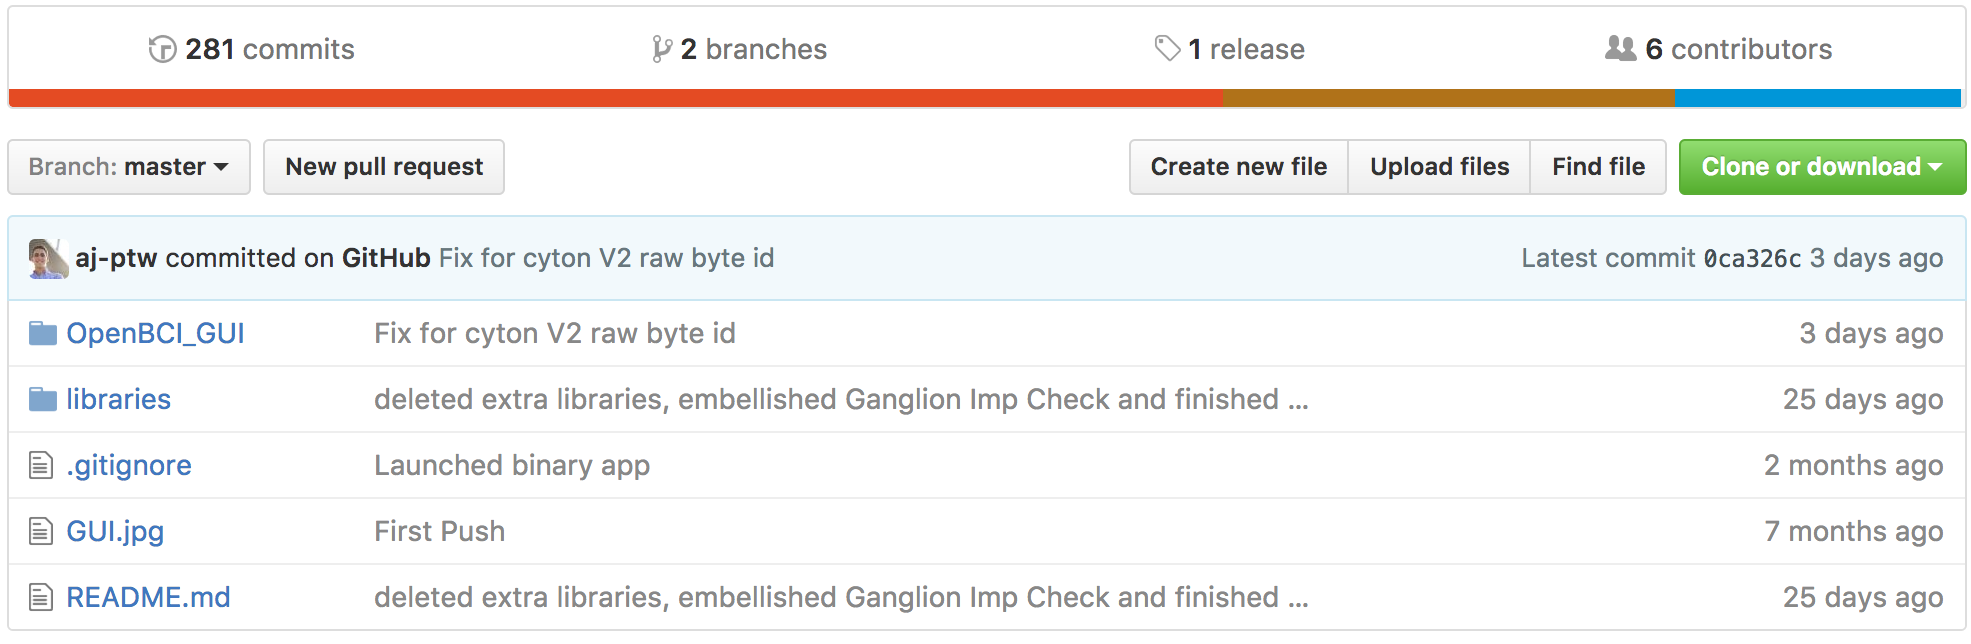 281 commits 2 branches 1 release 6 contributors
Branch: master New pull request Create new file Upload files Find file Clone or download
aj-ptw committed on GitHub Fix for cyton V2 raw byte id Latest commit 0ca326c 3 days ago
OpenBCI_GUI Fix for cyton V2 raw byte id 3 days ago
libraries deleted extra libraries, embellished Ganglion Imp Check and finished ... 25 days ago
.gitignore Launched binary app 2 months ago
GUI.jpg First Push 7 months ago
README.md deleted extra libraries, embellished Ganglion Imp Check and finished ... 25 days ago